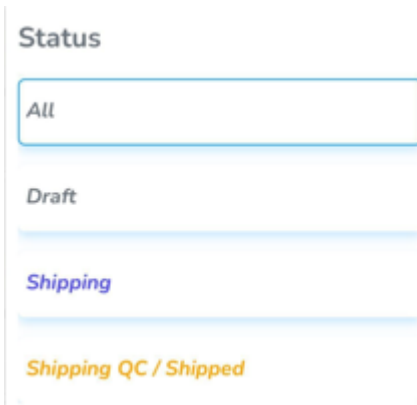 Status
All
Draft
Shipping
Shipping QC / Shipped